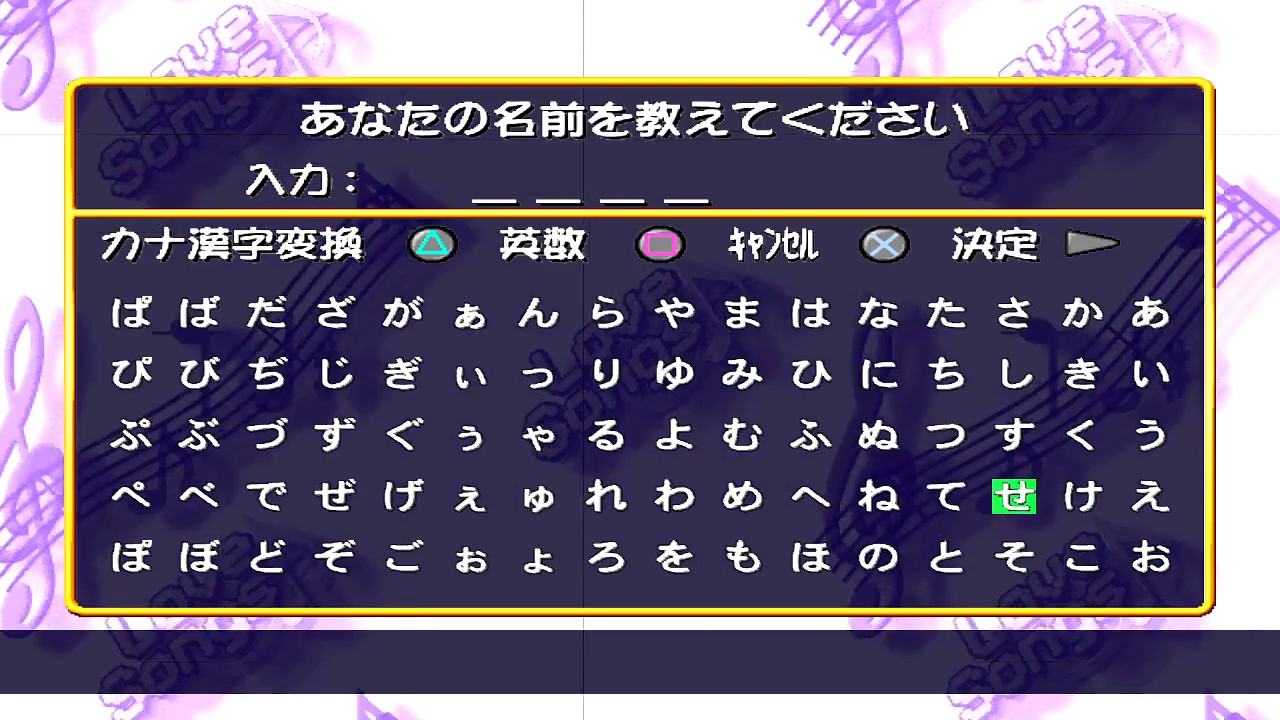 あなたの名前を教えてください
入力：
カナ漢字変換 英数 ｷｬﾝｾﾙ 決定
ぱ ば だ ざ が ぁ ん ら や ま は な た さ か あ
ぴ び ぢ じ ぎ ぃ っ り ゆ み ひ に ち し き い
ぷ ぶ づ ず ぐ ぅ ゃ る よ む ふ ぬ つ す く う
ぺ べ で ぜ げ ぇ ゅ れ わ め へ ね て せ け え
ぽ ぼ ど ぞ ご ぉ ょ ろ を も ほ の と そ こ お
Love
Songs